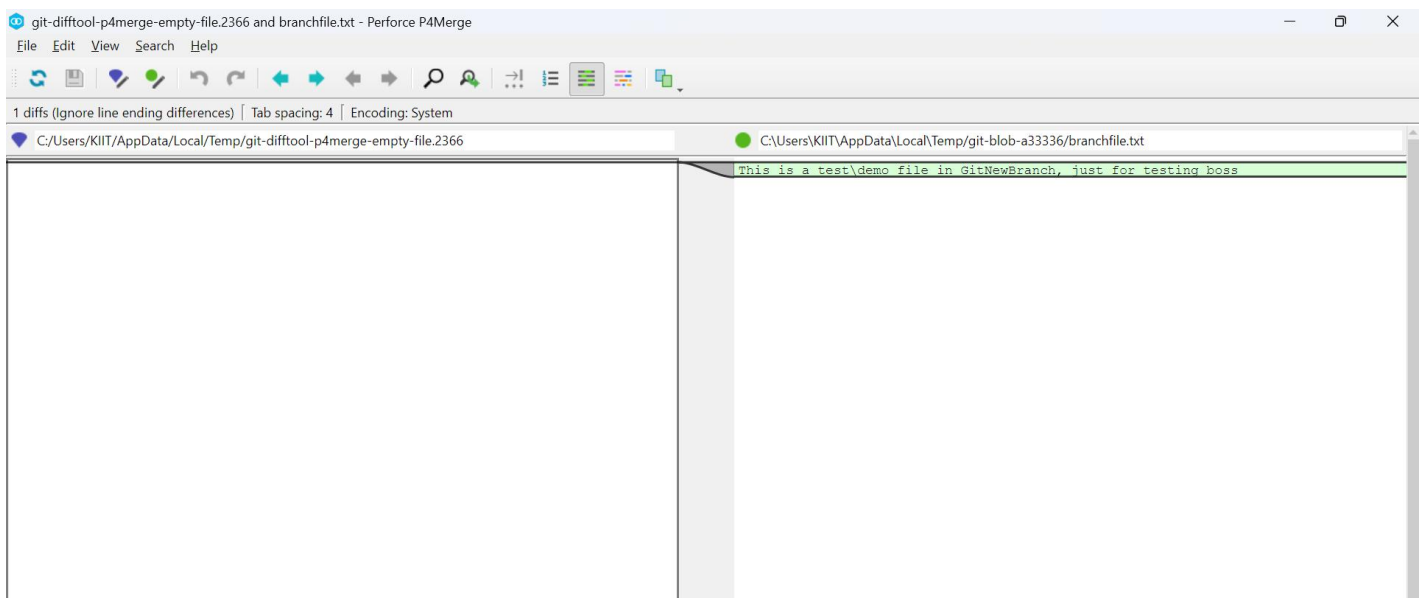 git-difftool-p4merge-empty-file.2366 and branchfile.txt - Perforce P4Merge
File Edit View Search Help
1 diffs (Ignore line ending differences) Tab spacing: 4 Encoding: System
C:/Users/KIIT/AppData/Local/Temp/git-difftool-p4merge-empty-file.2366
C:\Users\KIIT\AppData\Local\Temp/git-blob-a33336/branchfile.txt
This is a test\demo file in GitNewBranch, just for testing boss